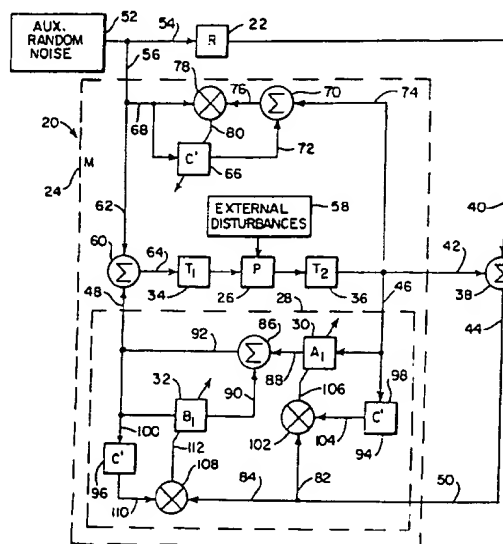 AUX.
RANDOM
NOISE
52
54
R
22
56
78
76
Σ
70
74
20
24
M
68
80
C'
66
72
EXTERNAL
DISTURBANCES
58
40
62
60
Σ
64
T₁
34
P
26
T₂
36
42
46
Σ
38
44
48
28
30
92
86
Σ
88
A₁
32
B₁
90
106
98
C'
94
100
102
104
112
108
96
C'
110
84
82
50